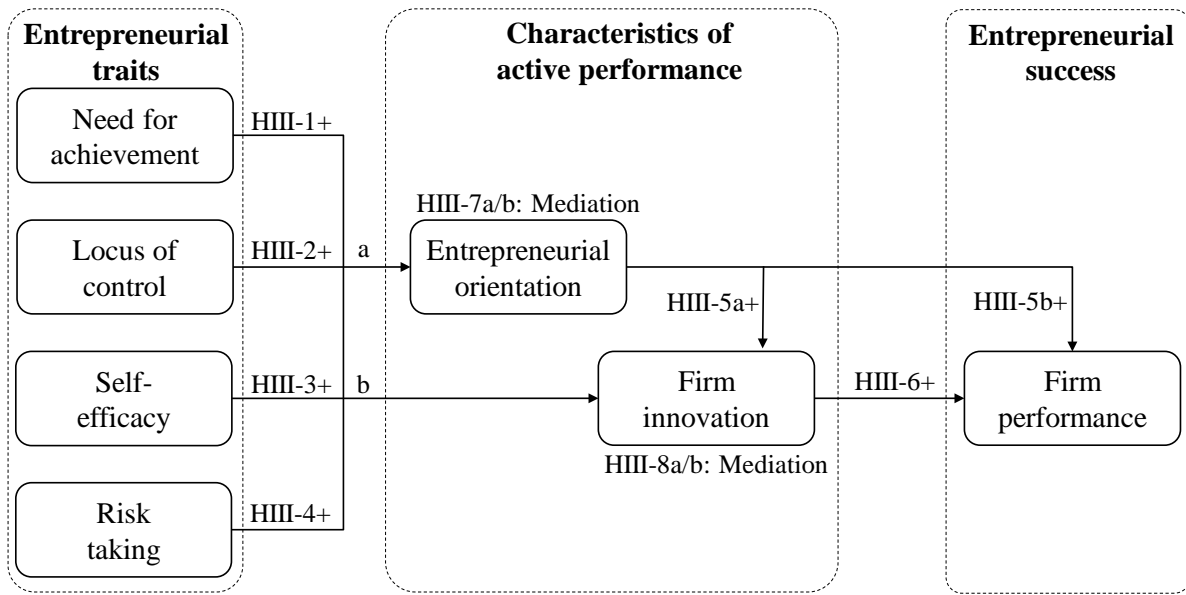 Entrepreneurial
traits
Need for
achievement
HIII-1+
Locus of
control
HIII-2+
a
Self-
efficacy
HIII-3+
b
Risk
taking
HIII-4+
Characteristics of
active performance
HIII-7a/b: Mediation
Entrepreneurial
orientation
HIII-5a+
Firm
innovation
HIII-8a/b: Mediation
HIII-6+
Entrepreneurial
success
HIII-5b+
Firm
performance